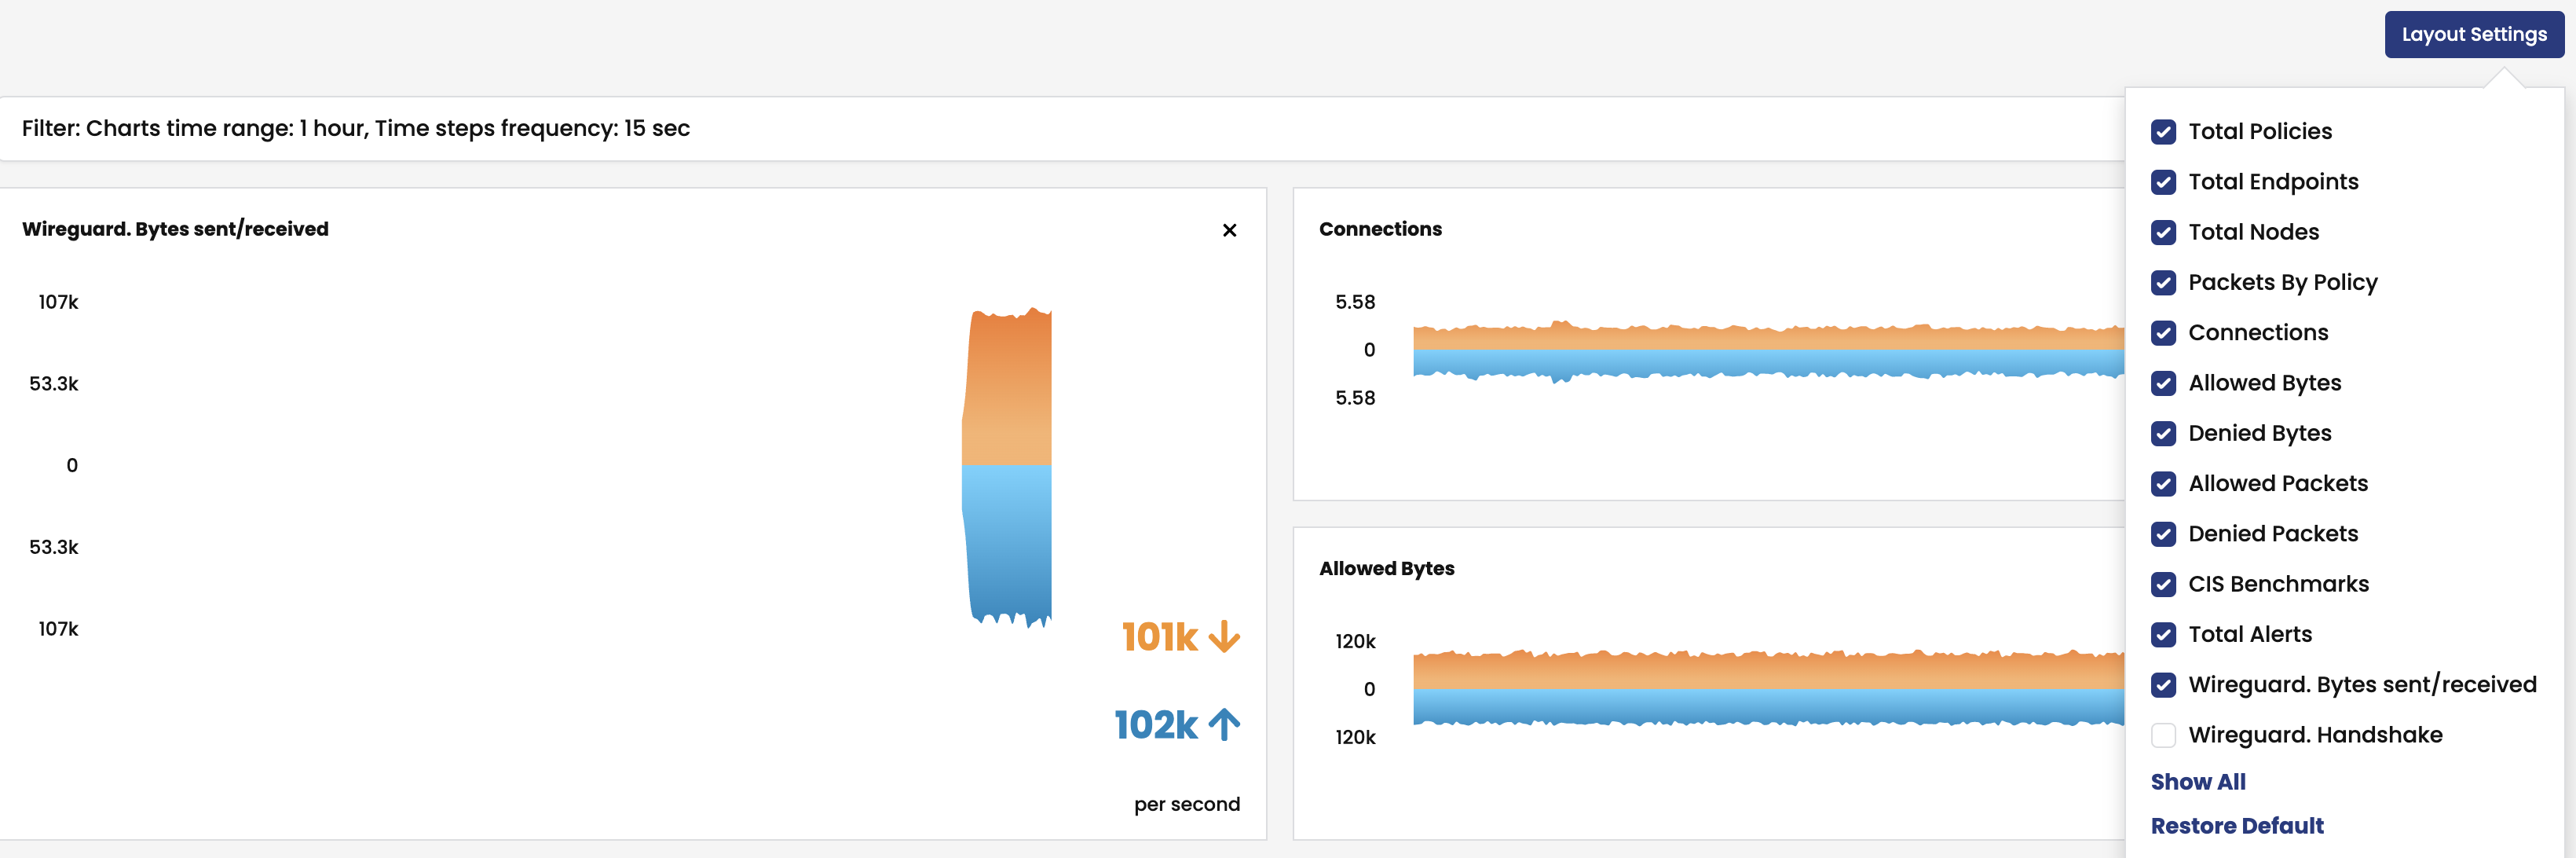 Layout Settings
Filter: Charts time range: 1 hour, Time steps frequency: 15 sec
Wireguard. Bytes sent/received
107k
53.3k
0
53.3k
107k
101k
102k
per second
Connections
5.58
0
5.58
Allowed Bytes
120k
0
120k
Total Policies
Total Endpoints
Total Nodes
Packets By Policy
Connections
Allowed Bytes
Denied Bytes
Allowed Packets
Denied Packets
CIS Benchmarks
Total Alerts
Wireguard. Bytes sent/received
Wireguard. Handshake
Show All
Restore Default